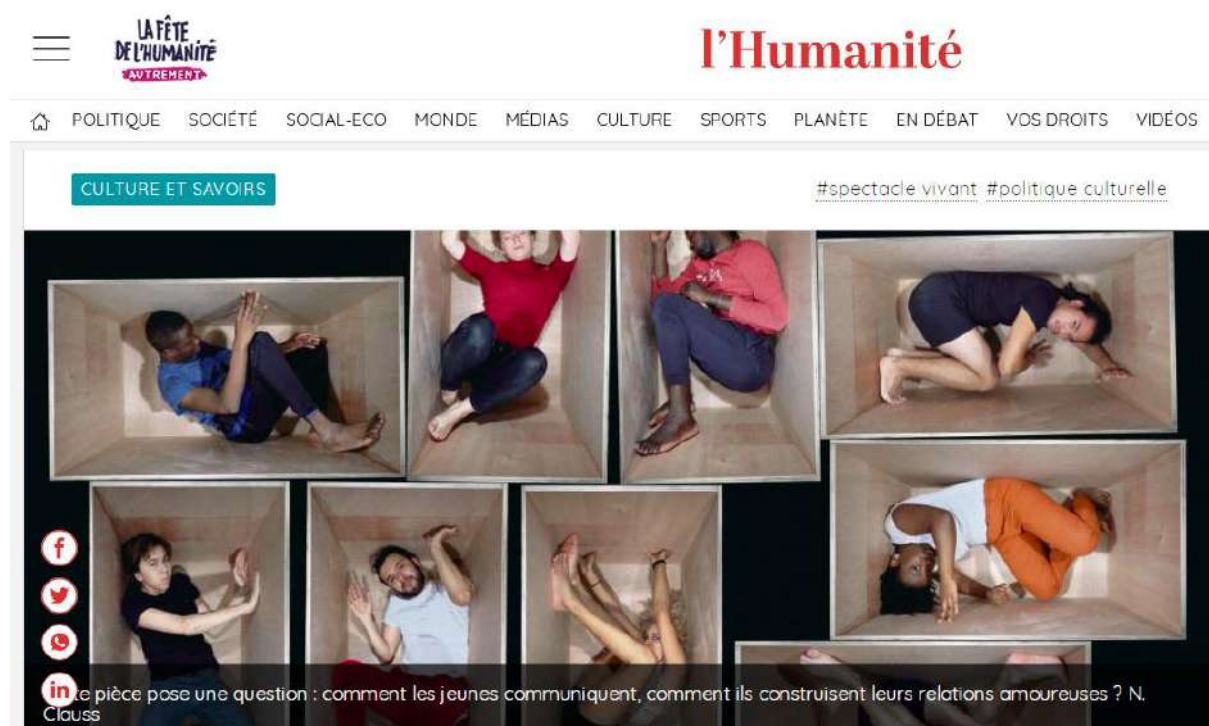 LA FÊTE
DE L'HUMANITÉ
AUTREMENT
l'Humanité
POLITIQUE SOCIÉTÉ SOCIAL-ECO MONDE MÉDIAS CULTURE SPORTS PLANÈTE EN DÉBAT VOS DROITS VIDÉOS
CULTURE ET SAVOIRS #spectacle vivant #politique culturelle
pièce pose une question : comment les jeunes communiquent, comment ils construisent leurs relations amoureuses ? N.
Clauss